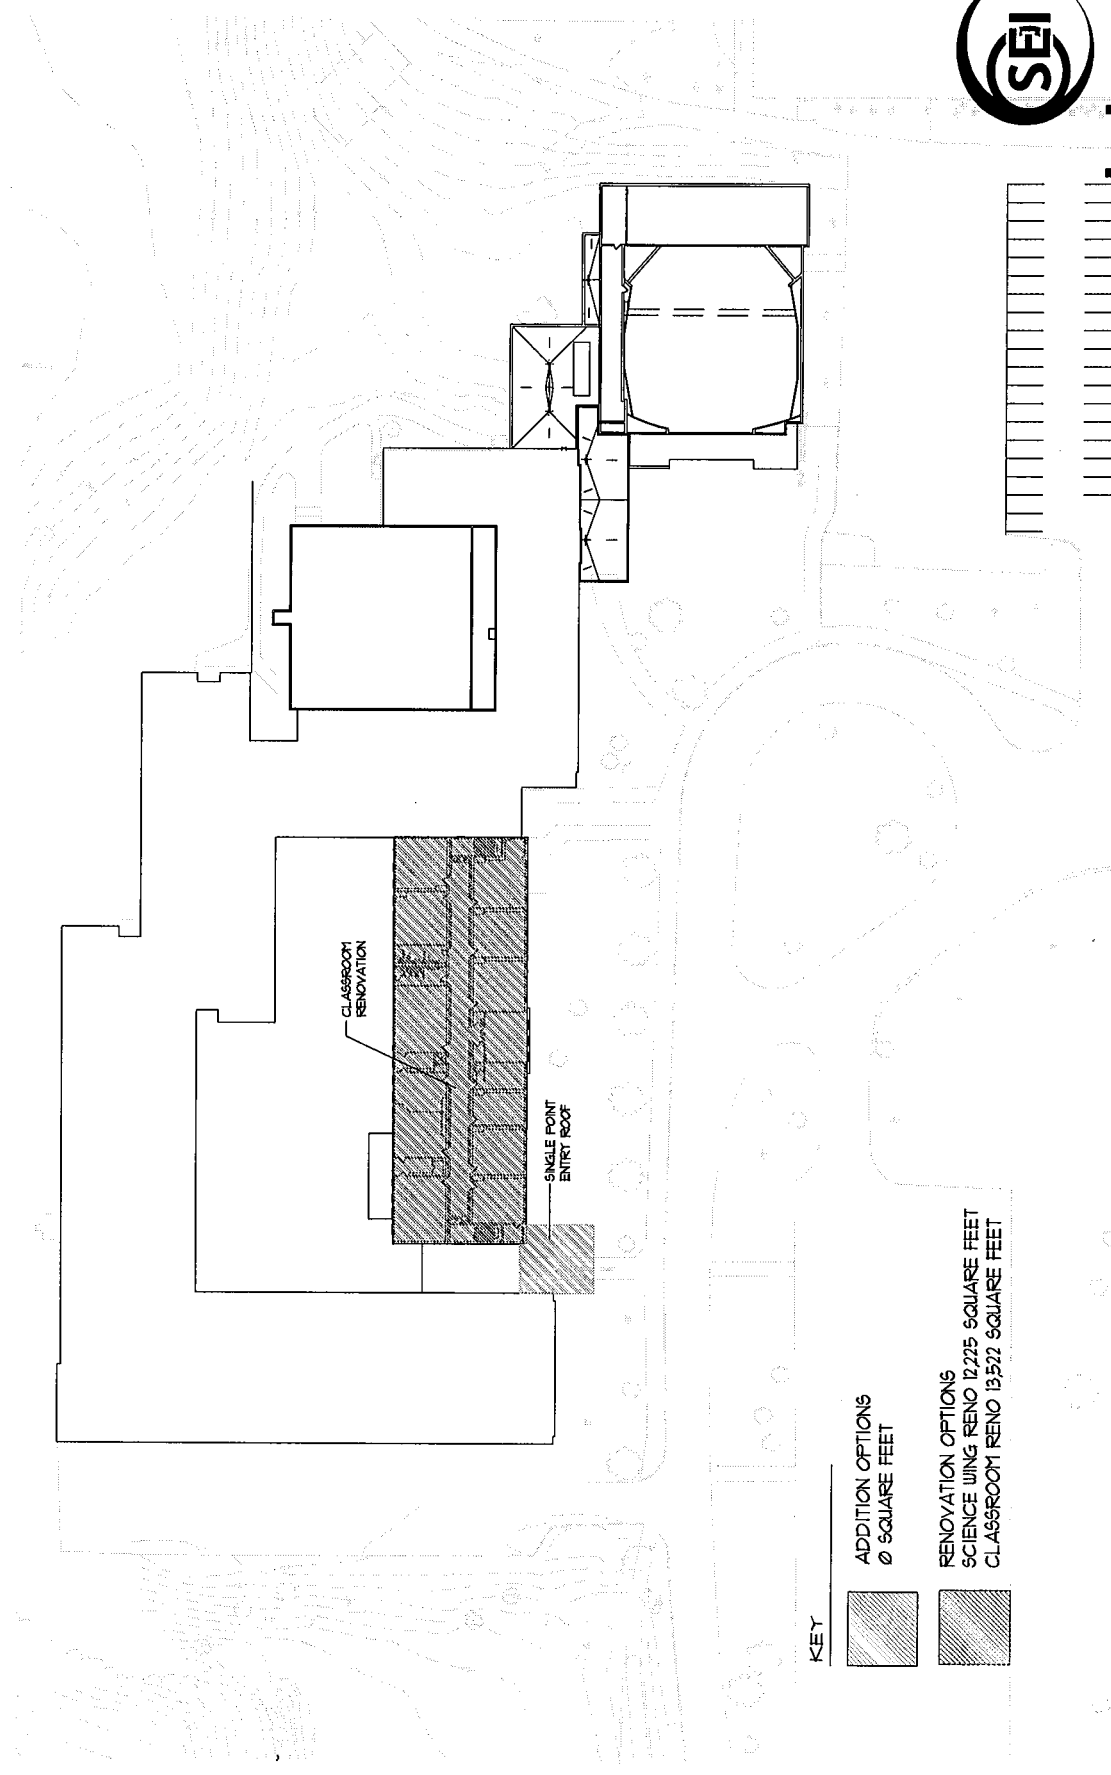 SEI
CLASSROOM
RENOVATION
SINGLE POINT
ENTRY ROOF
KEY
ADDITION OPTIONS
0 SQUARE FEET
RENOVATION OPTIONS
SCIENCE WING RENO 12,225 SQUARE FEET
CLASSROOM RENO 13,522 SQUARE FEET